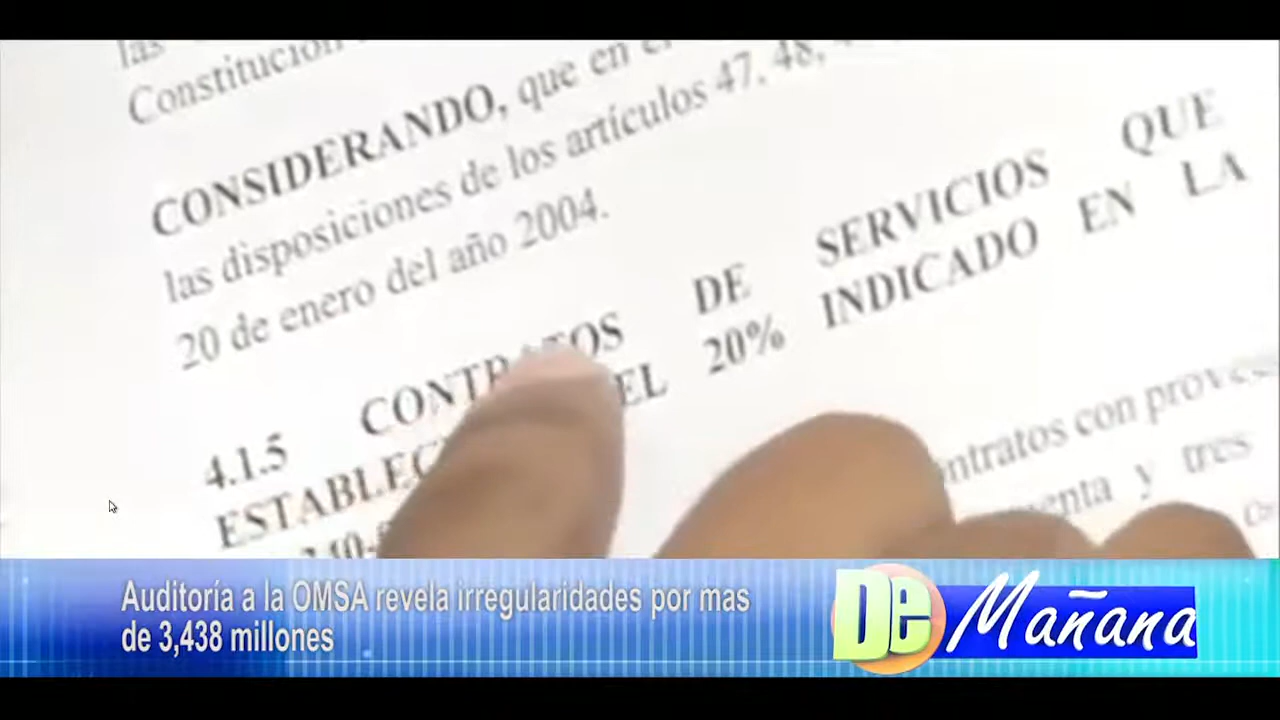 las
Constitución
CONSIDERANDO, que en el
las disposiciones de los artículos 47, 48,
20 de enero del año 2004.
4.1.5 CONTRATOS DE SERVICIOS QUE
EL 20% INDICADO EN LA
contratos con
y tres
Auditoría a la OMSA revela irregularidades por mas
de 3,438 millones
De Mañana